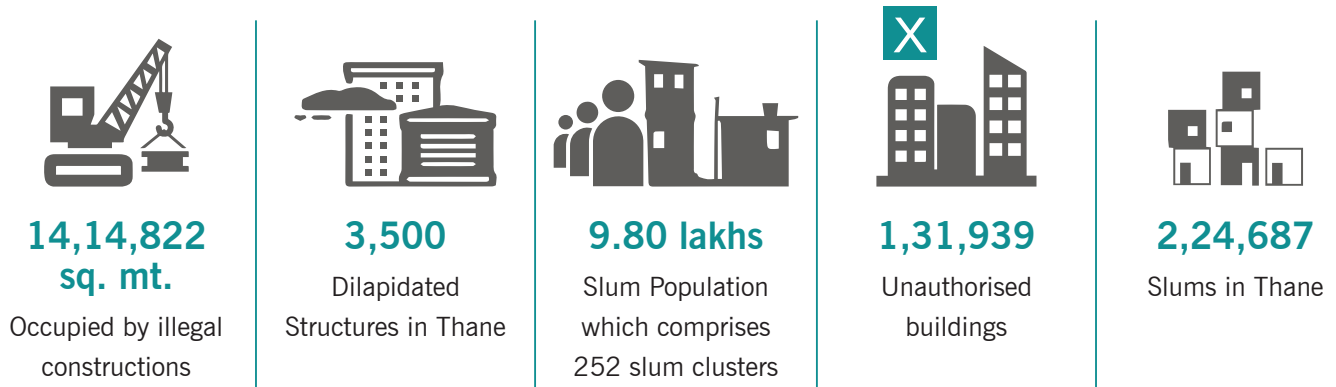 14,14,822
sq. mt.
Occupied by illegal
constructions
3,500
Dilapidated
Structures in Thane
9.80 lakhs
Slum Population
which comprises
252 slum clusters
X
1,31,939
Unauthorised
buildings
2,24,687
Slums in Thane